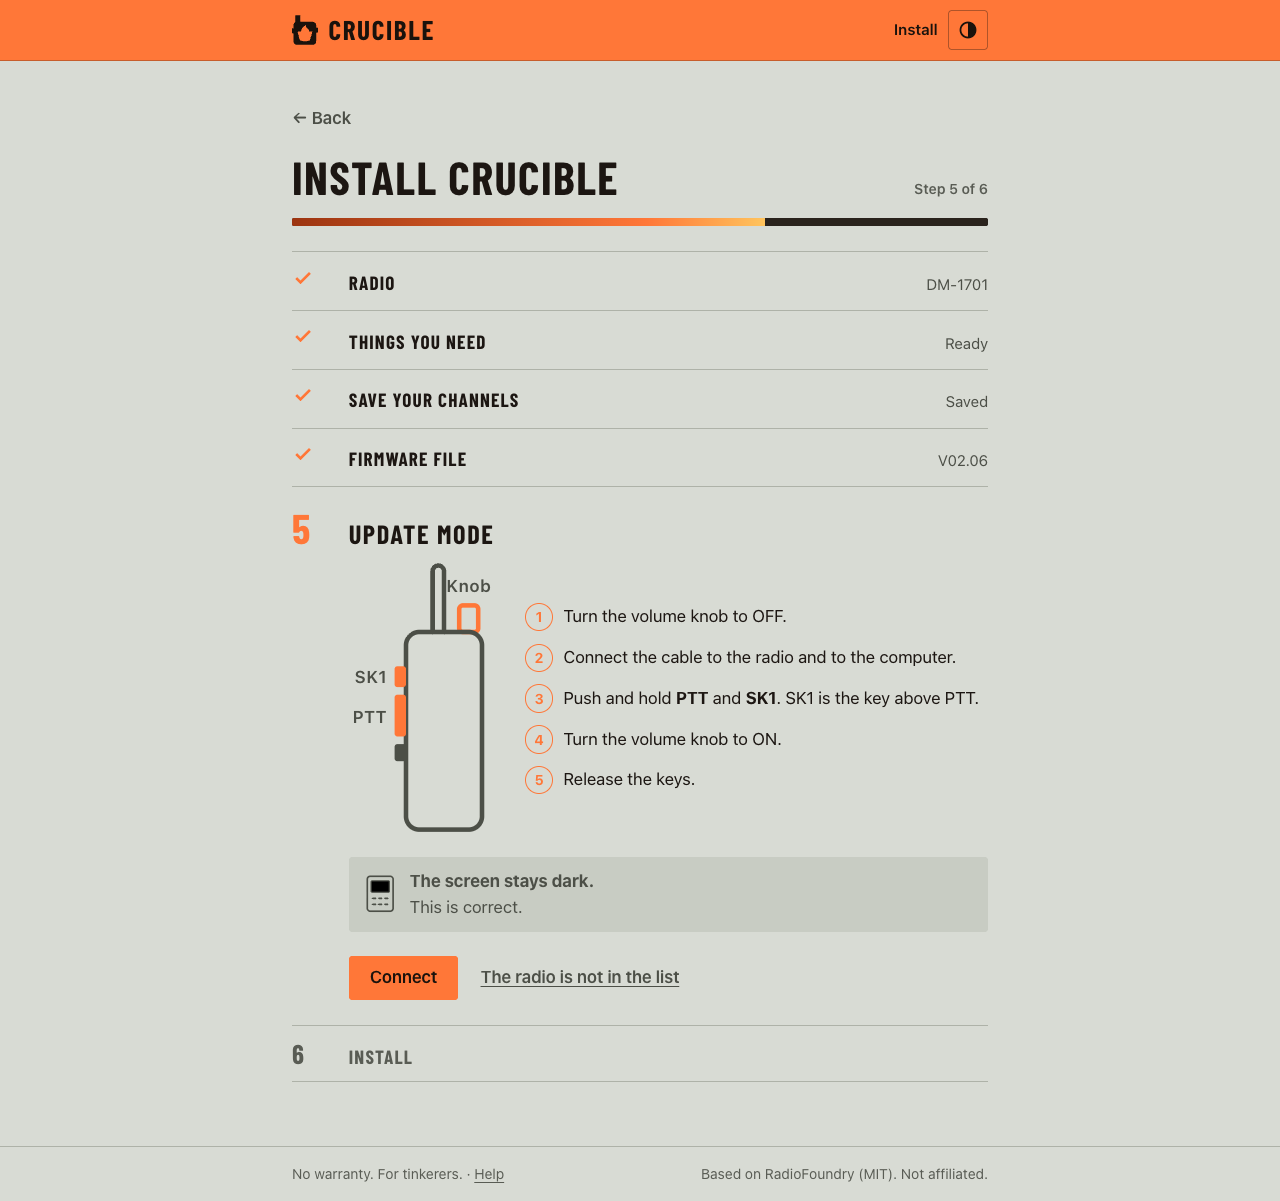 CRUCIBLE
Install
← Back
INSTALL CRUCIBLE
Step 5 of 6
RADIO
DM-1701
THINGS YOU NEED
Ready
SAVE YOUR CHANNELS
Saved
FIRMWARE FILE
V02.06
5
UPDATE MODE
Knob
SK1
PTT
1 Turn the volume knob to OFF.
2 Connect the cable to the radio and to the computer.
3 Push and hold PTT and SK1. SK1 is the key above PTT.
4 Turn the volume knob to ON.
5 Release the keys.
The screen stays dark.
This is correct.
Connect
The radio is not in the list
6
INSTALL
No warranty. For tinkerers. · Help
Based on RadioFoundry (MIT). Not affiliated.